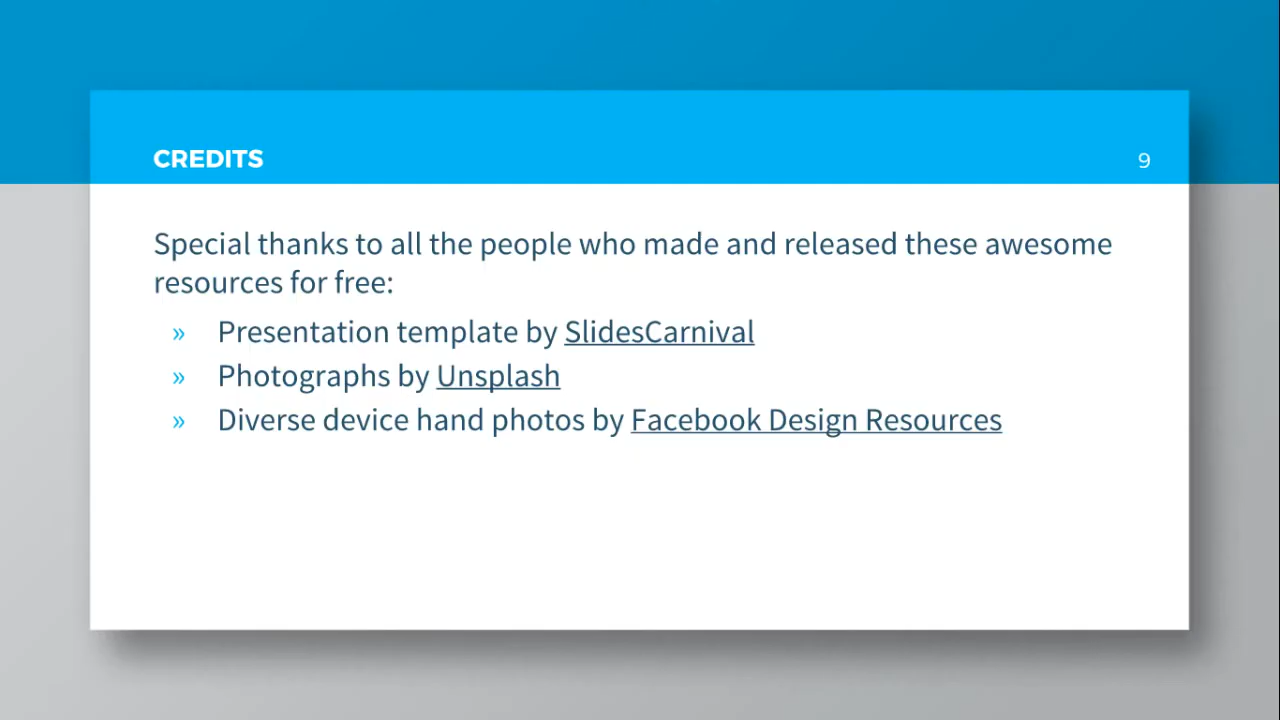 CREDITS
9
Special thanks to all the people who made and released these awesome
resources for free:
» Presentation template by SlidesCarnival
» Photographs by Unsplash
» Diverse device hand photos by Facebook Design Resources